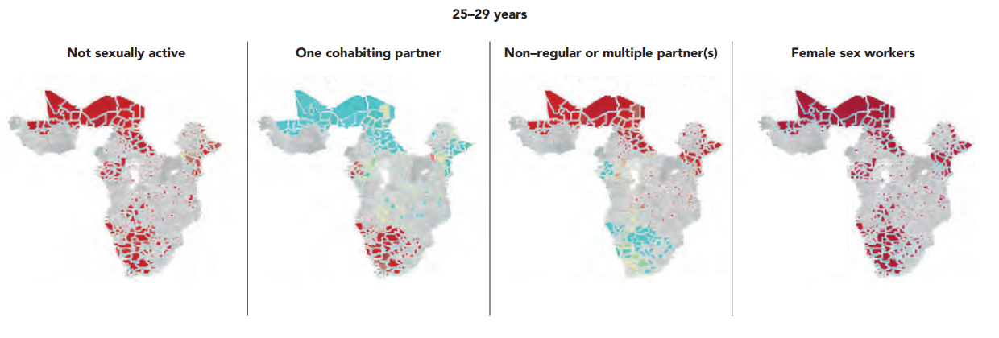 25–29 years
Not sexually active
One cohabiting partner
Non–regular or multiple partner(s)
Female sex workers